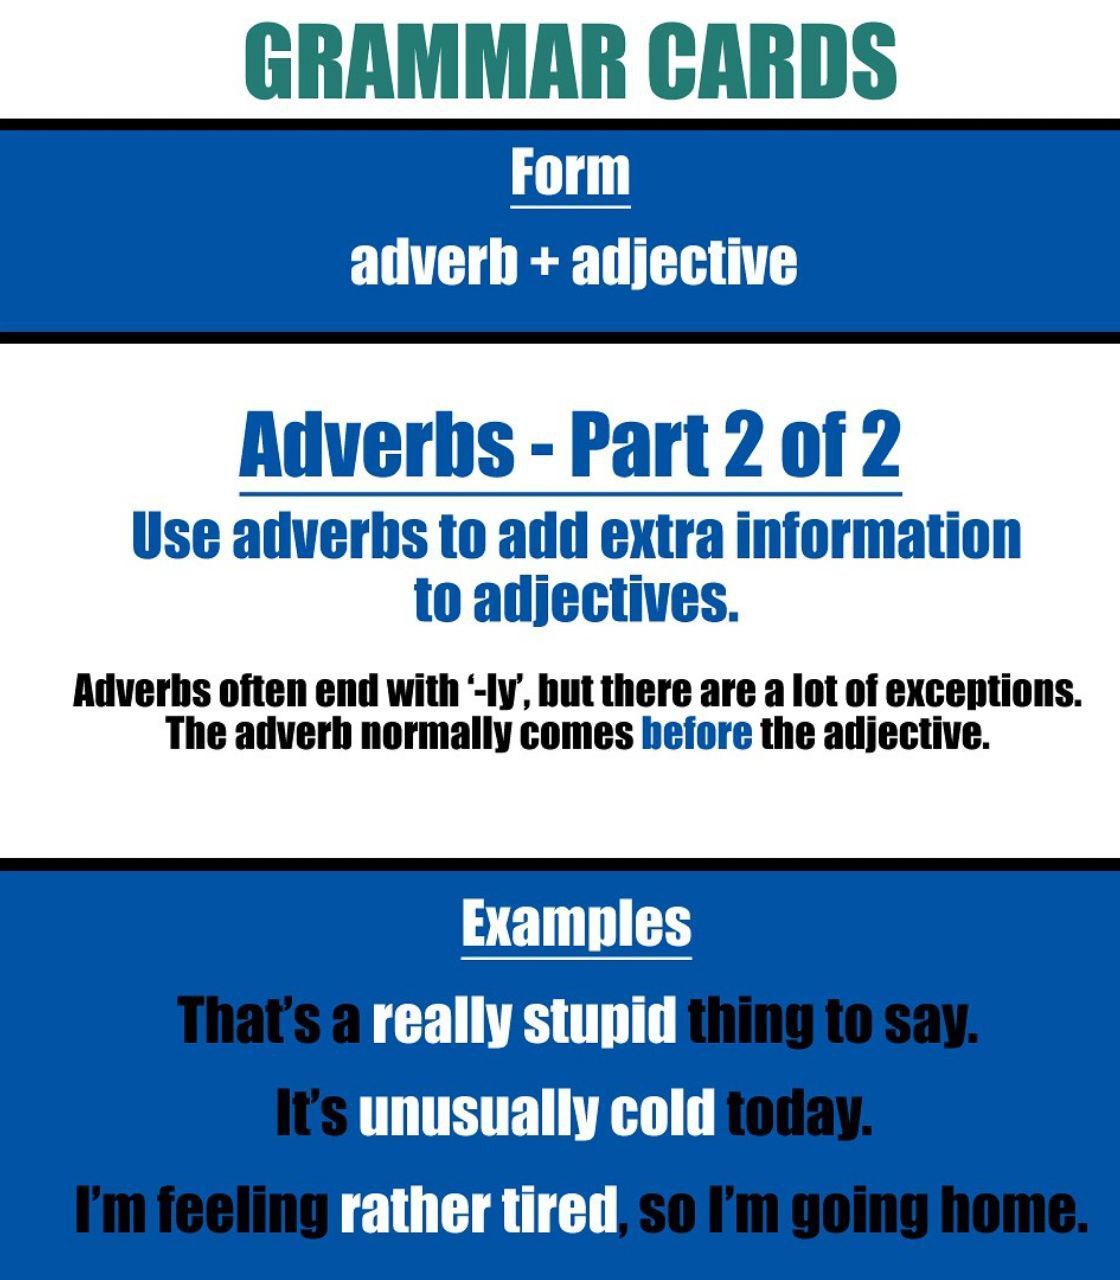 GRAMMAR CARDS
Form
adverb + adjective
Adverbs - Part 2 of 2
Use adverbs to add extra information
to adjectives.
Adverbs often end with ‘-ly’, but there are a lot of exceptions.
The adverb normally comes before the adjective.
Examples
That’s a really stupid thing to say.
It’s unusually cold today.
I’m feeling rather tired, so I’m going home.